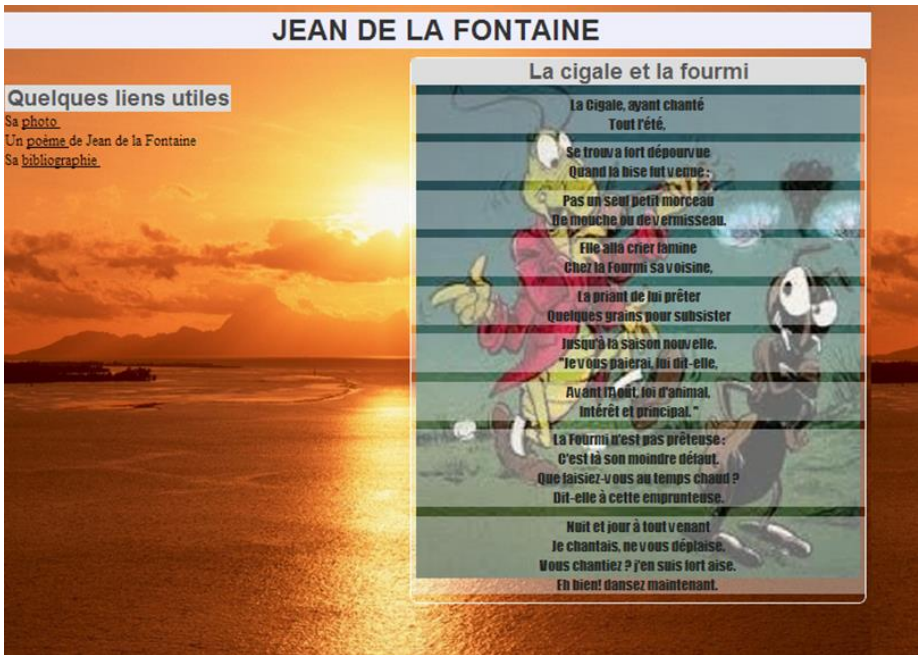 JEAN DE LA FONTAINE
Quelques liens utiles
Sa photo
Un poème de Jean de la Fontaine
Sa bibliographie
La cigale et la fourmi
La Cigale, ayant chanté
Tout l'été,
Se trouva fort dépourvue
Quand la bise fut venue :
Pas un seul petit morceau
De mouche ou de vermisseau.
Elle alla crier famine
Chez la Fourmi sa voisine,
La priant de lui prêter
Quelques grains pour subsister
Jusqu'à la saison nouvelle.
"Je vous paierai, lui dit-elle,
Avant l'Août, foi d'animal,
Intérêt et principal."
La Fourmi n'est pas prêteuse :
C'est là son moindre défaut.
Que faisiez-vous au temps chaud ?
Dit-elle à cette emprunteuse.
Nuit et jour à tout venant
Je chantais, ne vous déplaise.
Vous chantiez ? j'en suis fort aise.
Eh bien! dansez maintenant.